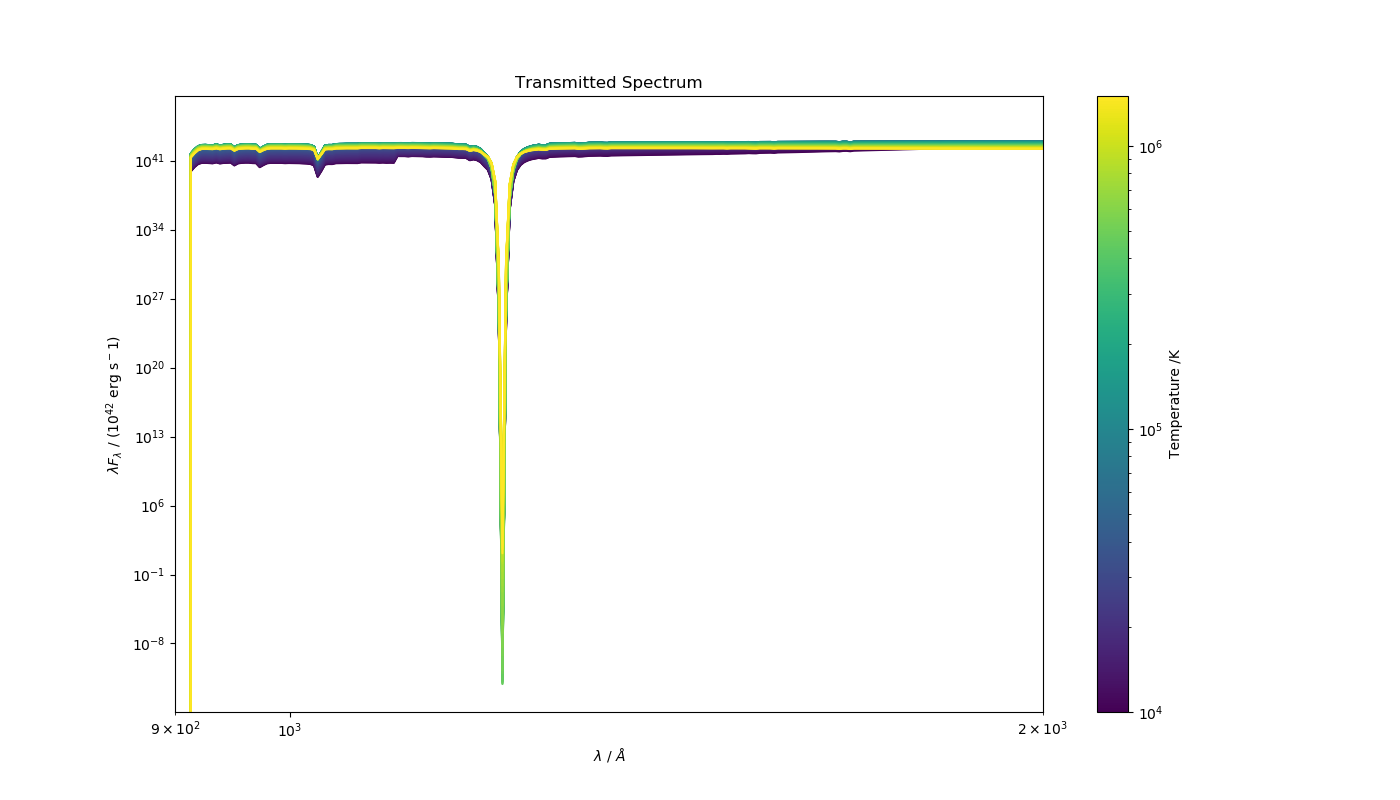 Transmitted Spectrum
λF_λ / (10^42 erg s^−1)
10^41
10^34
10^27
10^20
10^13
10^6
10^−1
10^−8
9 × 10^2
10^3
2 × 10^3
λ / Å
10^6
10^5
10^4
Temperature /K